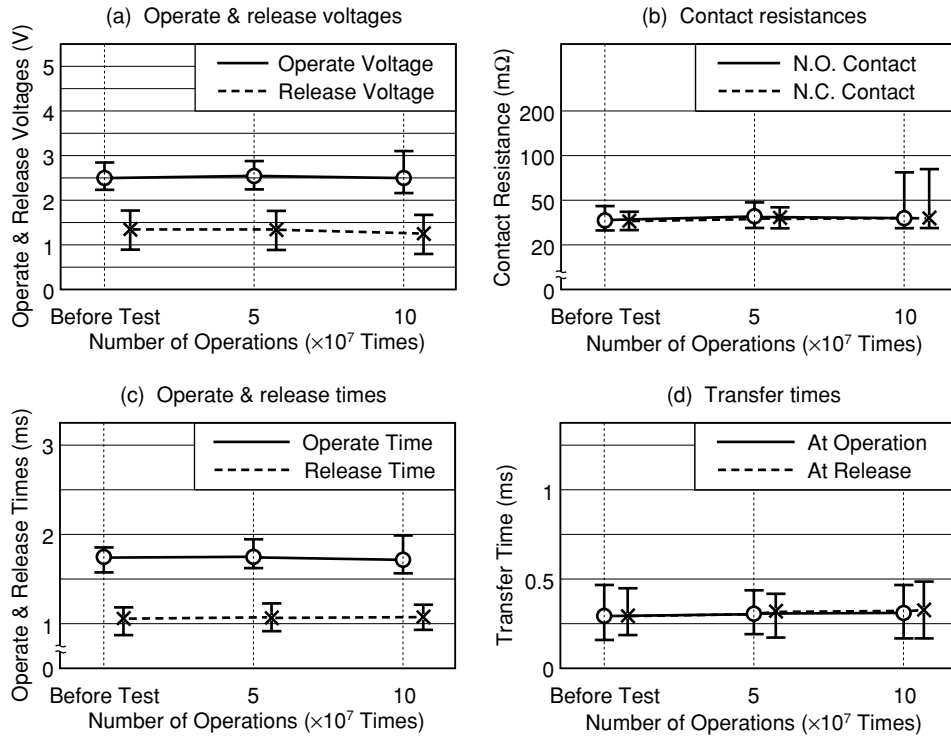 (a) Operate & release voltages
Operate & Release Voltages (V)
5
4
3
2
1
0
Operate Voltage
Release Voltage
Before Test 5 10
Number of Operations (×10⁷ Times)
(b) Contact resistances
Contact Resistance (mΩ)
200
100
50
20
0
N.O. Contact
N.C. Contact
Before Test 5 10
Number of Operations (×10⁷ Times)
(c) Operate & release times
Operate & Release Times (ms)
3
2
1
0
Operate Time
Release Time
Before Test 5 10
Number of Operations (×10⁷ Times)
(d) Transfer times
Transfer Time (ms)
1
0.5
0
At Operation
At Release
Before Test 5 10
Number of Operations (×10⁷ Times)